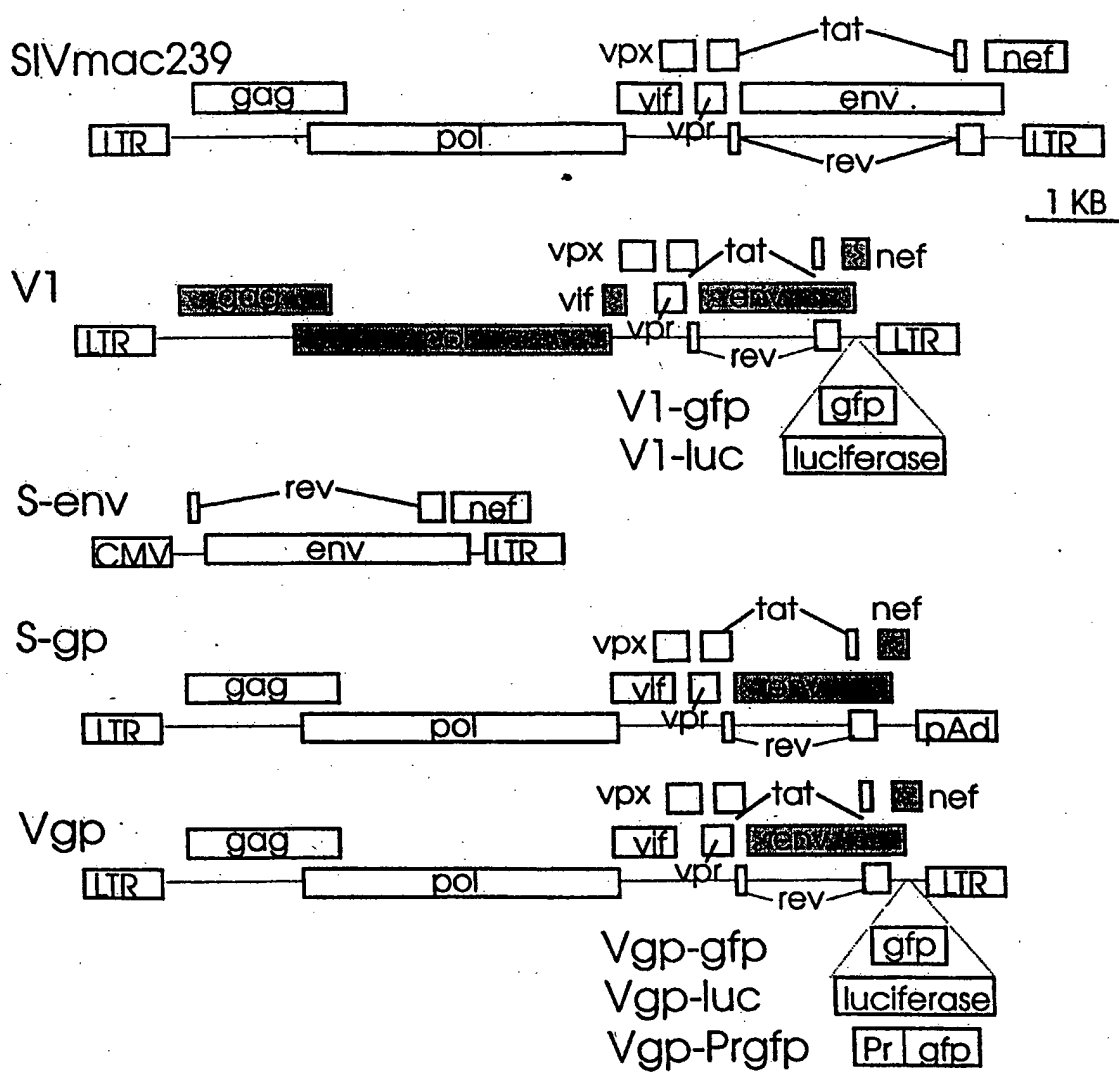 SIVmac239
vpx tat nef
gag vif env
LTR pol vpr rev LTR
1 KB
V1
vpx tat nef
gag vif env
LTR vpr rev LTR
V1-gfp gfp
V1-luc luciferase
S-env
rev nef
CMV env LTR
S-gp
tat nef
vpx
gag vif env
vpr
LTR pol rev pAd
Vgp
vpx tat nef
gag vif env
LTR pol vpr rev LTR
Vgp-gfp gfp
Vgp-luc luciferase
Vgp-Prgfp Pr gfp